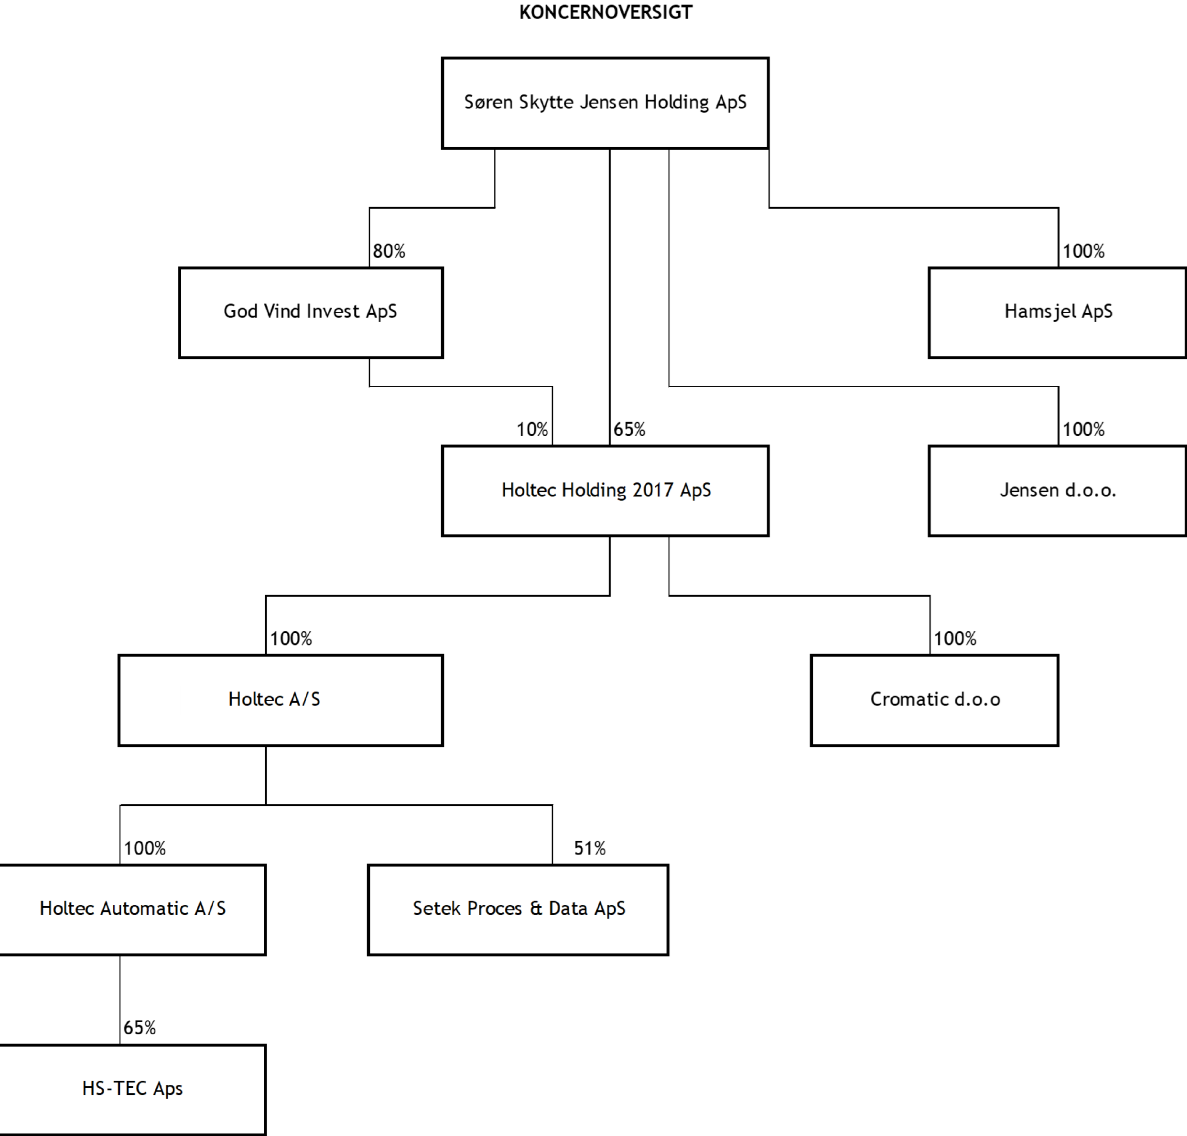 KONCERNOVERSIGT
Søren Skytte Jensen Holding ApS
80%
100%
God Vind Invest ApS
Hamsjel ApS
10%
65%
100%
Holtec Holding 2017 ApS
Jensen d.o.o.
100%
100%
Holtec A/S
Cromatic d.o.o
100%
51%
Holtec Automatic A/S
Setek Proces & Data ApS
65%
HS-TEC Aps